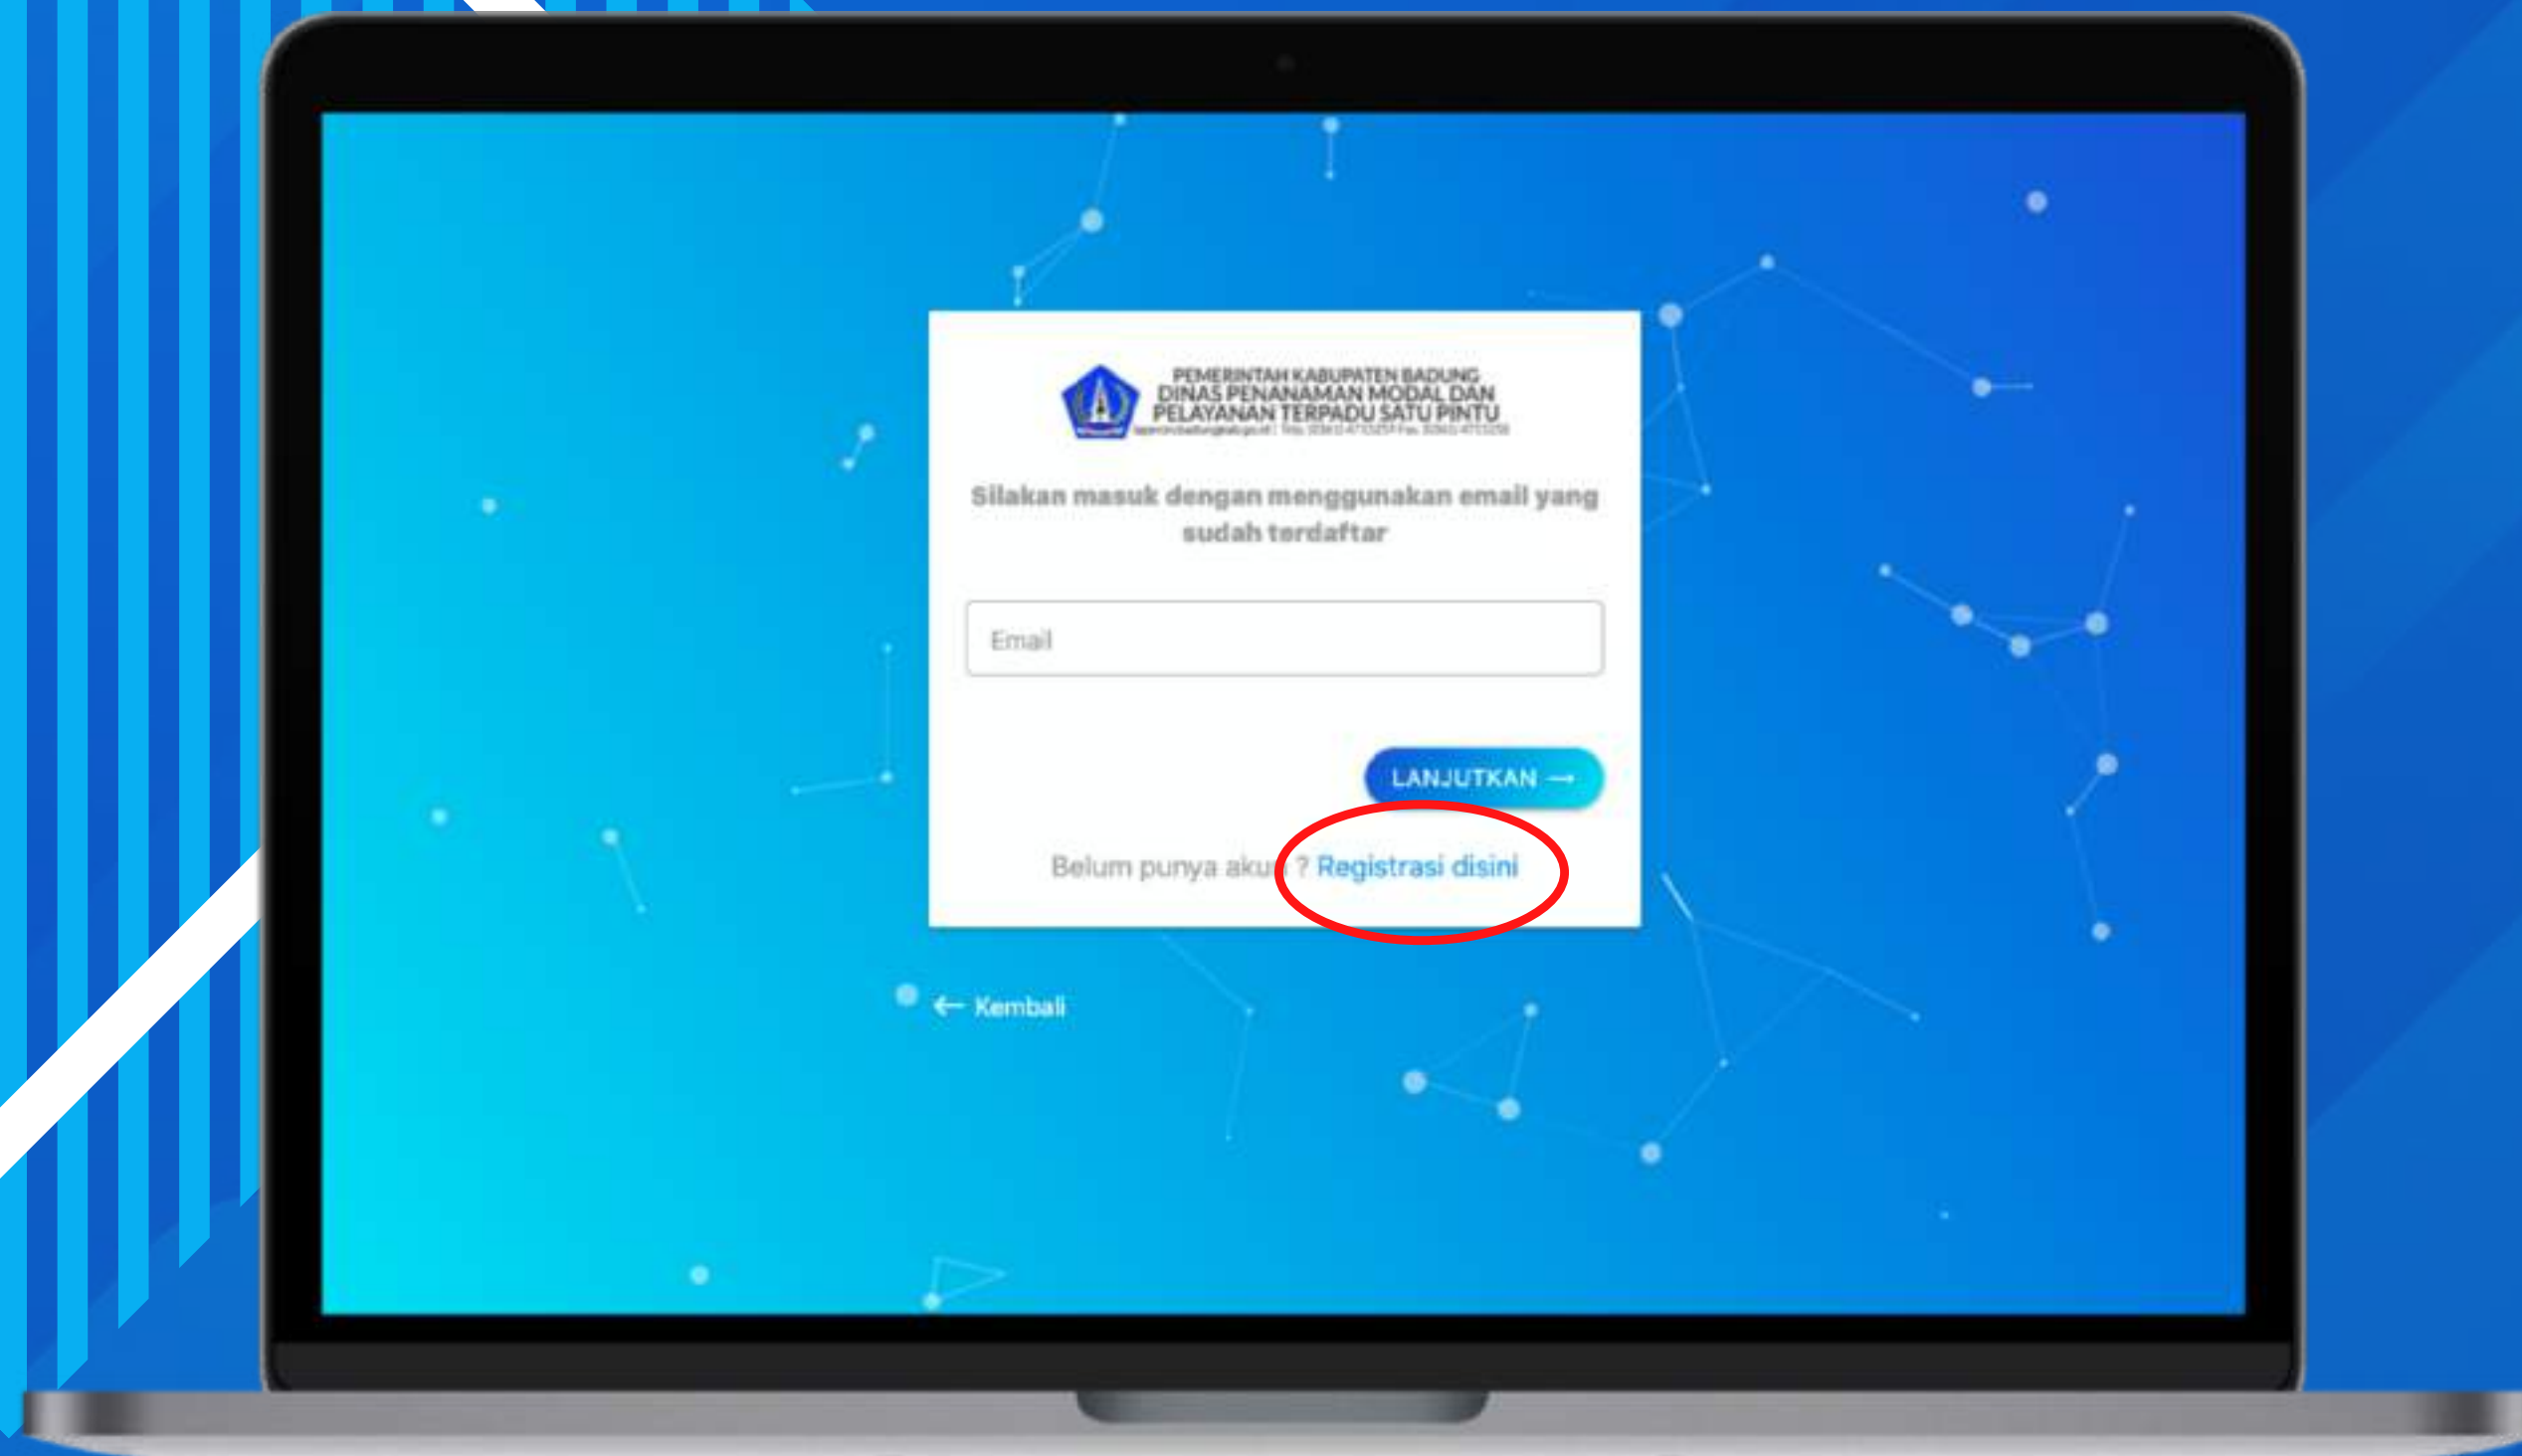 PEMERINTAH KABUPATEN BADUNG
DINAS PENANAMAN MODAL DAN
PELAYANAN TERPADU SATU PINTU
Silakan masuk dengan menggunakan email yang
sudah terdaftar
Email
LANJUTKAN →
Belum punya akun ? Registrasi disini
← Kembali